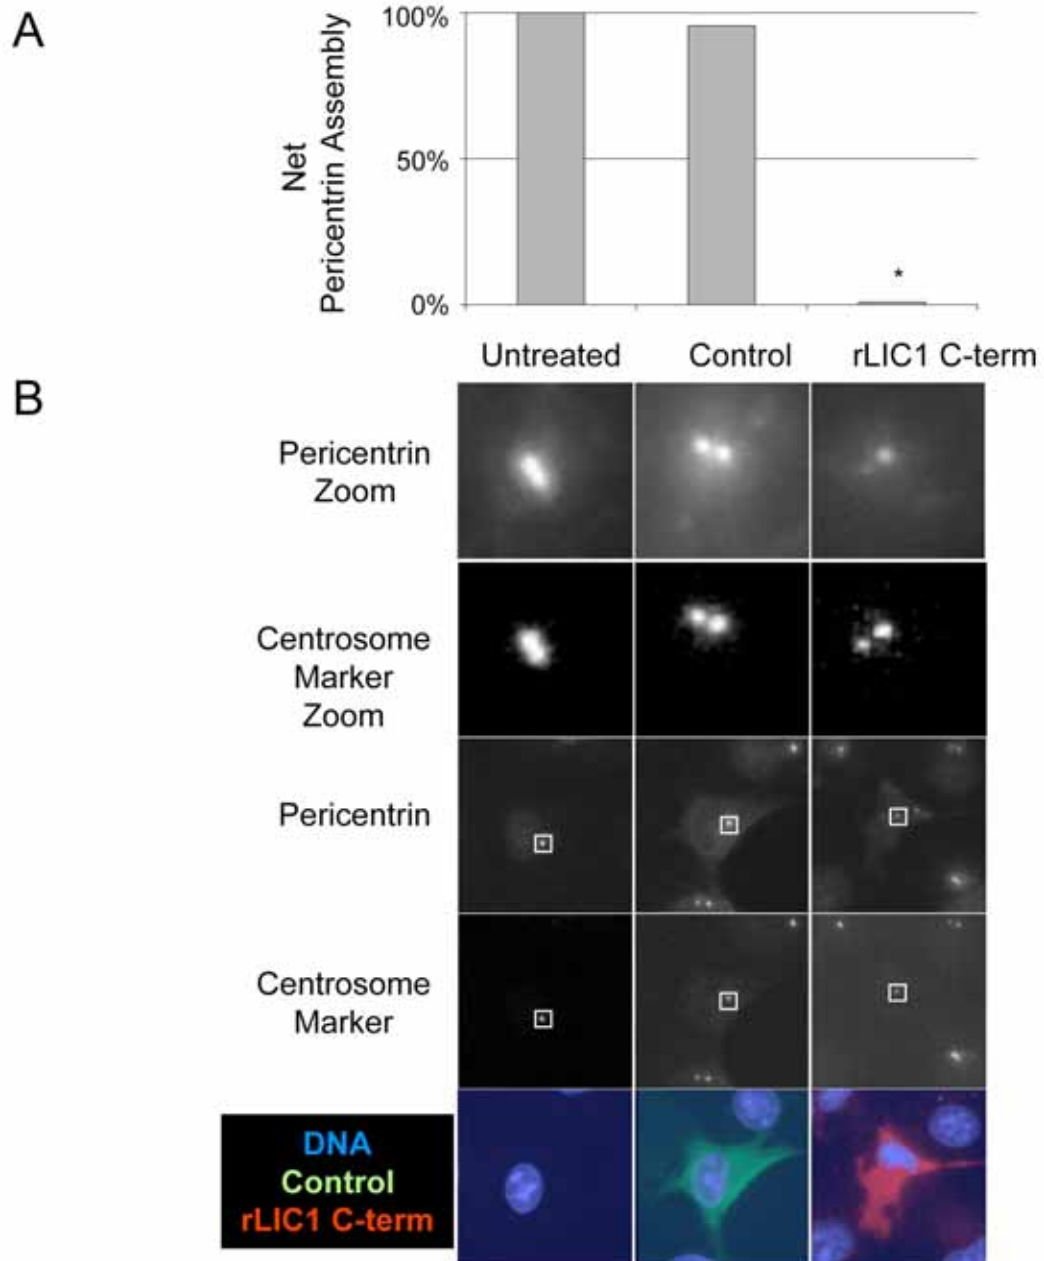 A
Net
Pericentrin Assembly
100%
50%
0%
*
Untreated
Control
rLIC1 C-term
B
Pericentrin
Zoom
Centrosome
Marker
Zoom
Pericentrin
Centrosome
Marker
DNA
Control
rLIC1 C-term